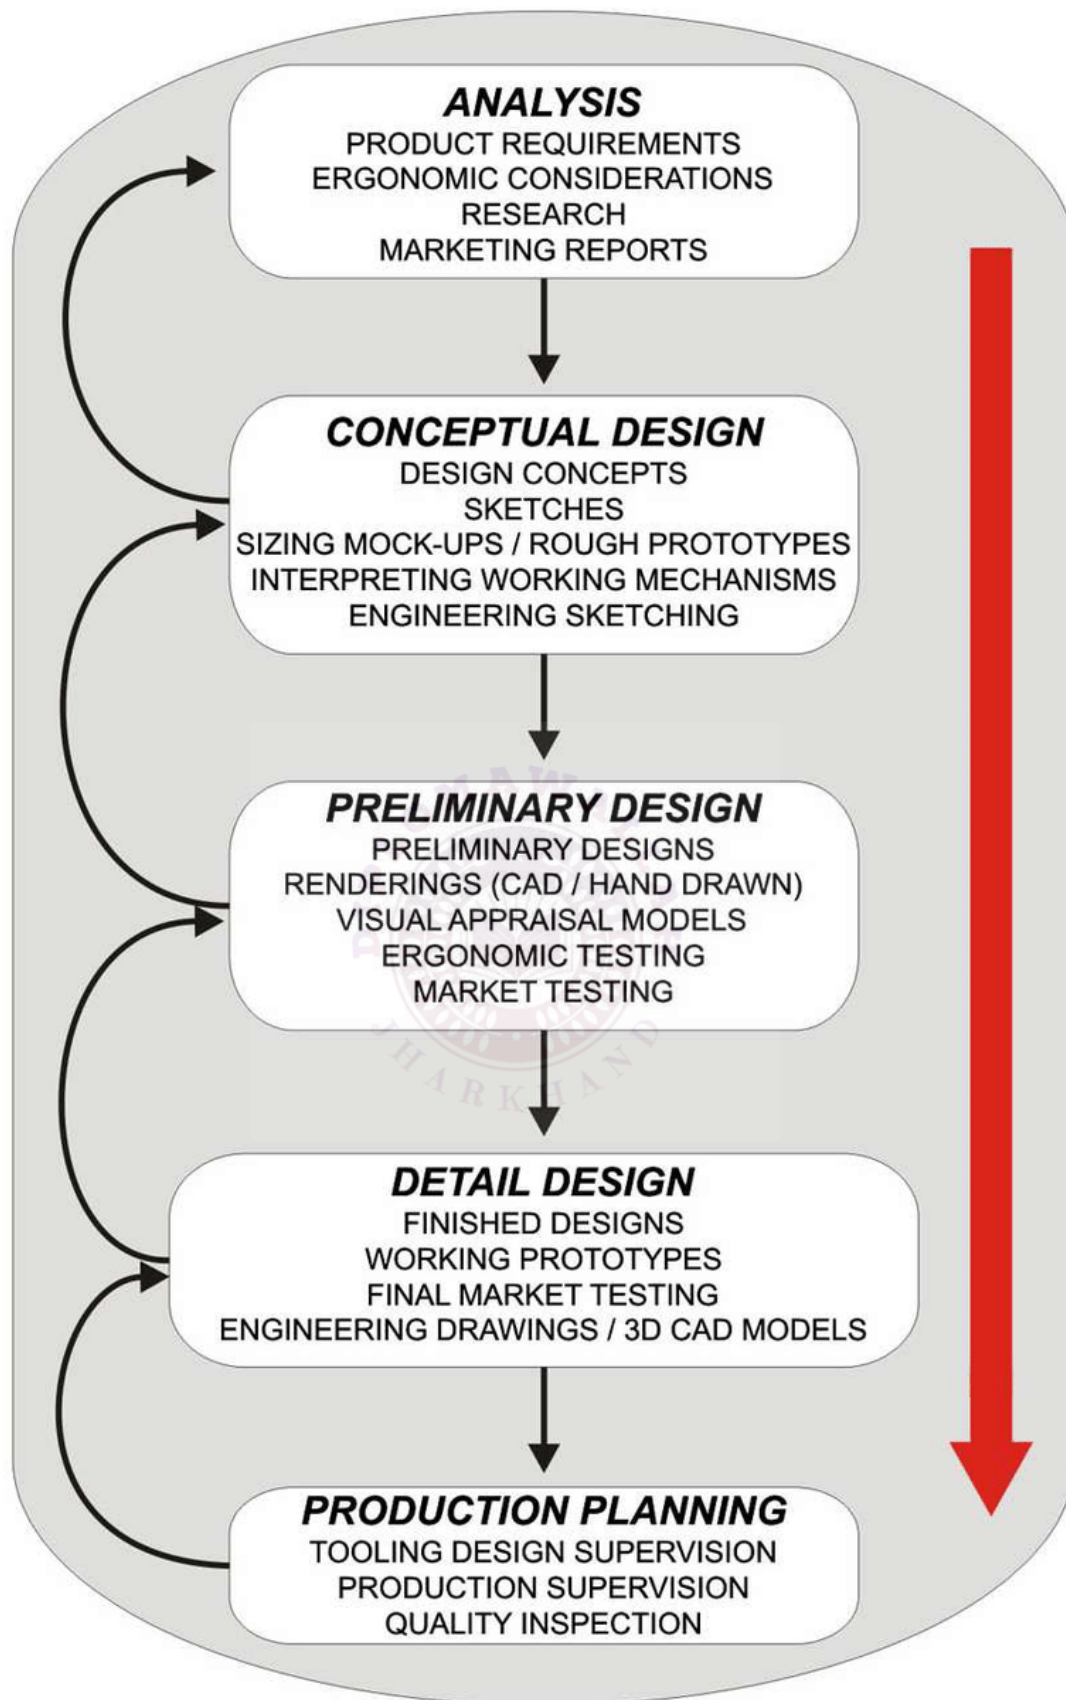 ANALYSIS
PRODUCT REQUIREMENTS
ERGONOMIC CONSIDERATIONS
RESEARCH
MARKETING REPORTS
CONCEPTUAL DESIGN
DESIGN CONCEPTS
SKETCHES
SIZING MOCK-UPS / ROUGH PROTOTYPES
INTERPRETING WORKING MECHANISMS
ENGINEERING SKETCHING
PRELIMINARY DESIGN
PRELIMINARY DESIGNS
RENDERINGS (CAD / HAND DRAWN)
VISUAL APPRAISAL MODELS
ERGONOMIC TESTING
MARKET TESTING
JHARKHAND
DETAIL DESIGN
FINISHED DESIGNS
WORKING PROTOTYPES
FINAL MARKET TESTING
ENGINEERING DRAWINGS / 3D CAD MODELS
PRODUCTION PLANNING
TOOLING DESIGN SUPERVISION
PRODUCTION SUPERVISION
QUALITY INSPECTION